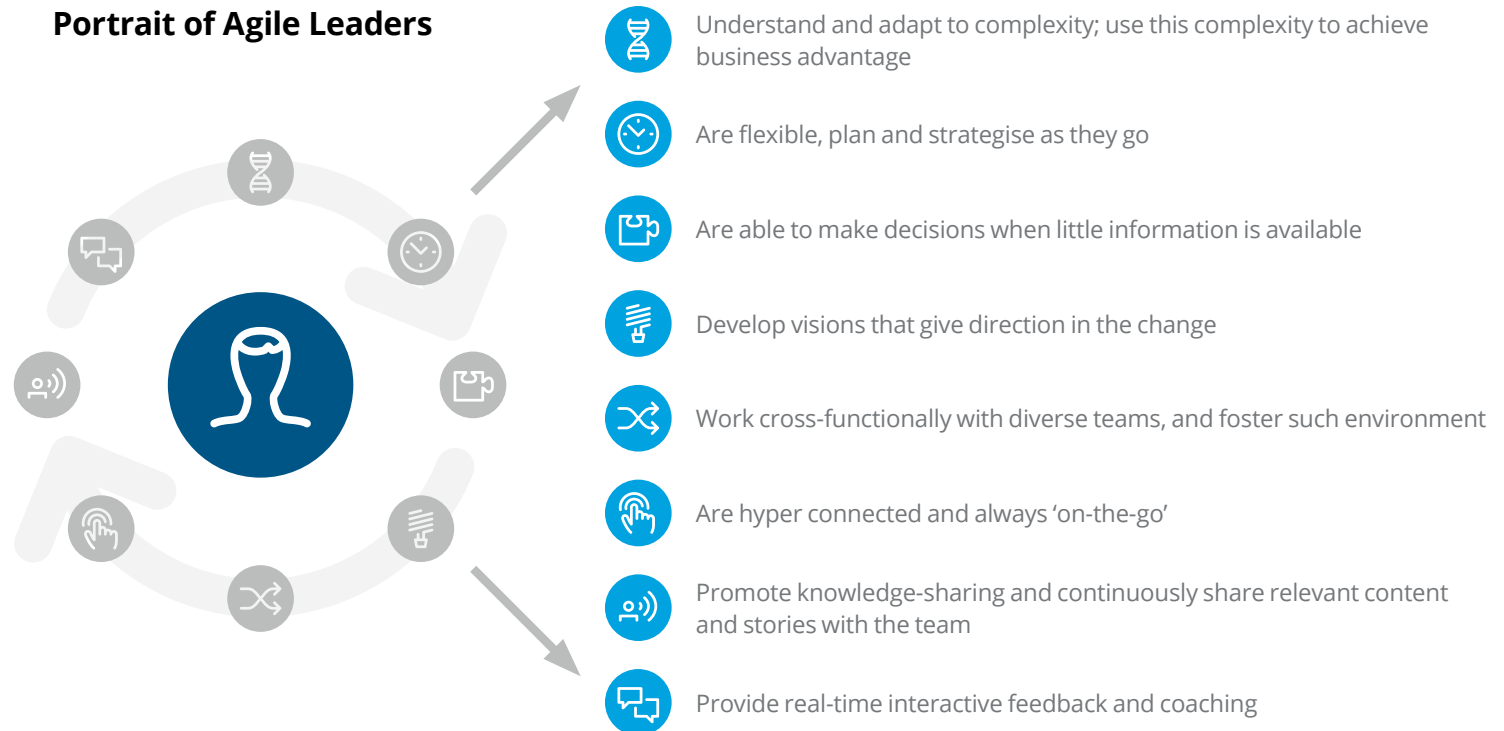 Portrait of Agile Leaders
Understand and adapt to complexity; use this complexity to achieve
business advantage
Are flexible, plan and strategise as they go
Are able to make decisions when little information is available
Develop visions that give direction in the change
Work cross-functionally with diverse teams, and foster such environment
Are hyper connected and always ‘on-the-go’
Promote knowledge-sharing and continuously share relevant content
and stories with the team
Provide real-time interactive feedback and coaching